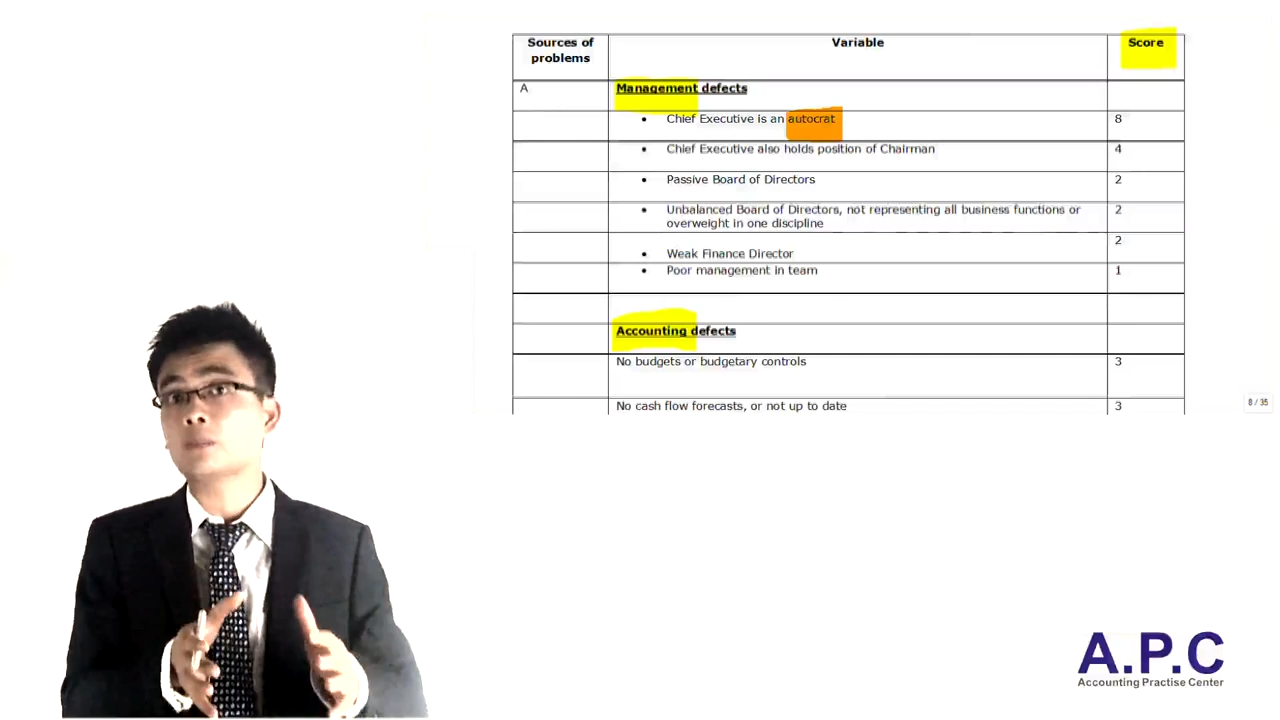 Sources of problems
Variable
Score
A
Management defects
• Chief Executive is an autocrat
8
• Chief Executive also holds position of Chairman
4
• Passive Board of Directors
2
• Unbalanced Board of Directors, not representing all business functions or
overweight in one discipline
2
• Weak Finance Director
2
• Poor management in team
1
Accounting defects
No budgets or budgetary controls
3
No cash flow forecasts, or not up to date
3
8 / 35
A.P.C
Accounting Practise Center